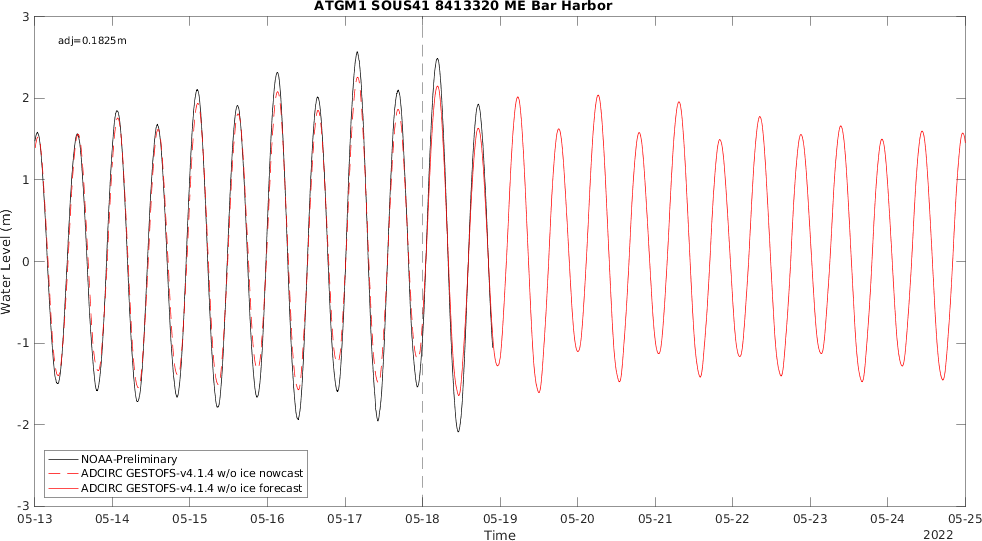 ATGM1 SOUS41 8413320 ME Bar Harbor
adj=0.1825m
3
2
1
0
-1
-2
-3
Water Level (m)
NOAA-Preliminary
ADCIRC GESTOFS-v4.1.4 w/o ice nowcast
ADCIRC GESTOFS-v4.1.4 w/o ice forecast
05-13 05-14 05-15 05-16 05-17 05-18 05-19 05-20 05-21 05-22 05-23 05-24 05-25
Time
2022